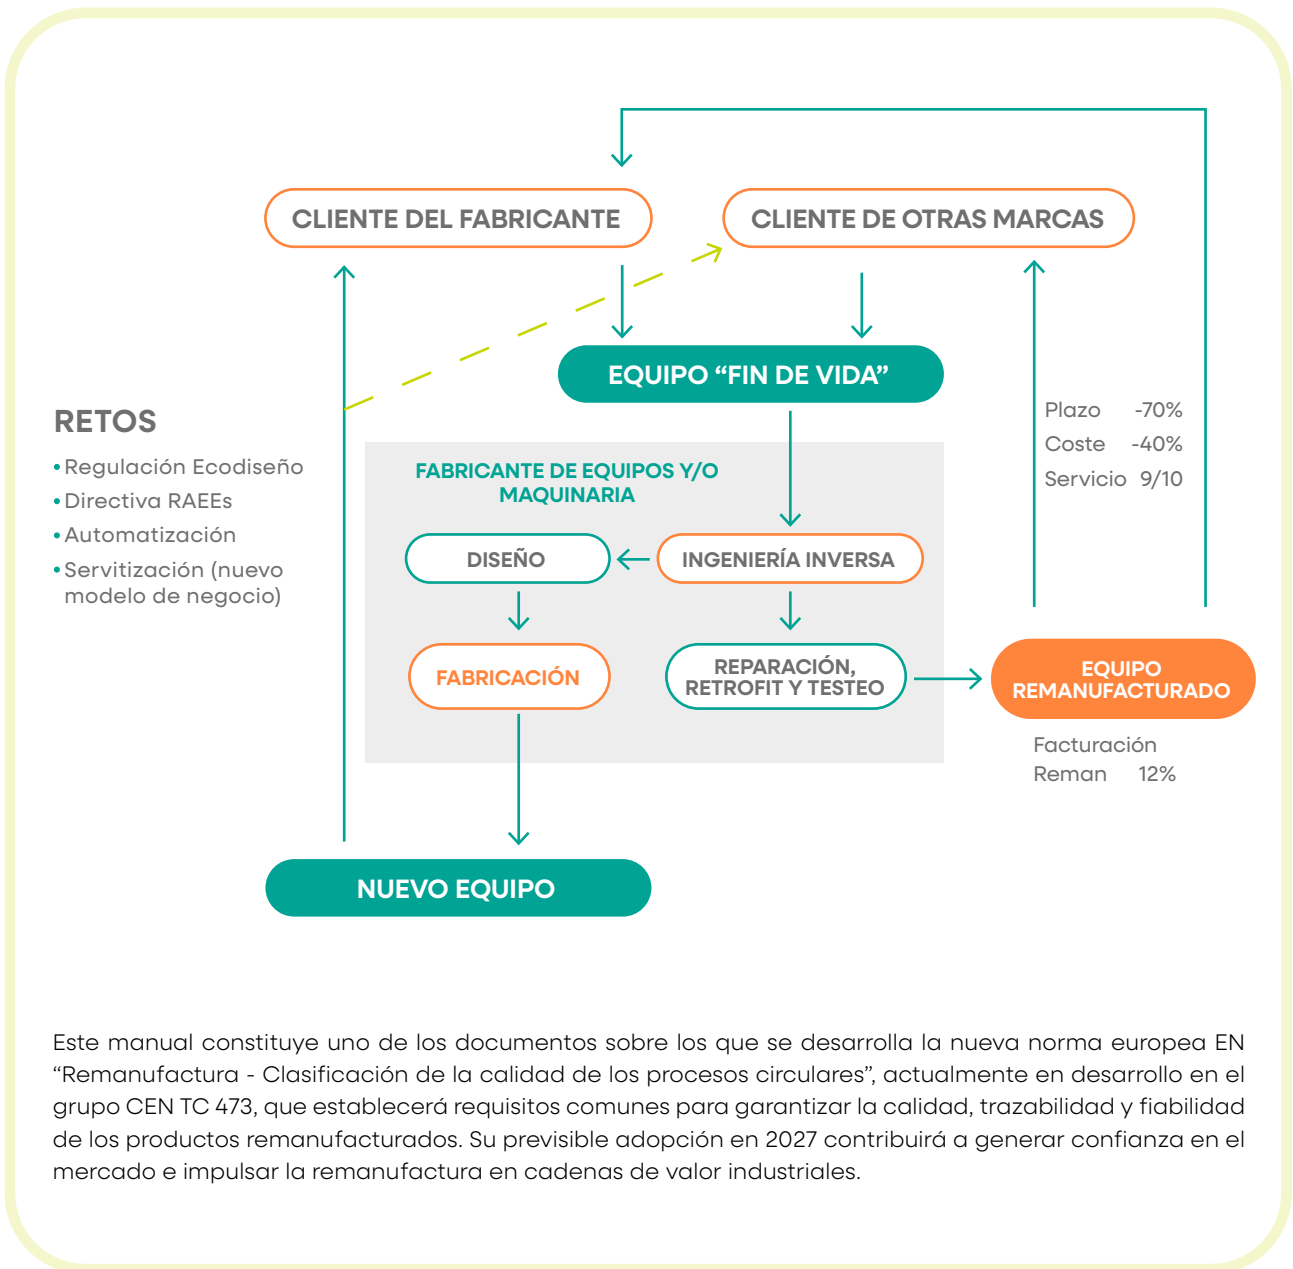 CLIENTE DEL FABRICANTE
CLIENTE DE OTRAS MARCAS
EQUIPO “FIN DE VIDA”
RETOS
• Regulación Ecodiseño
• Directiva RAEEs
• Automatización
• Servitización (nuevo
modelo de negocio)
Plazo -70%
Coste -40%
Servicio 9/10
FABRICANTE DE EQUIPOS Y/O
MAQUINARIA
DISEÑO
INGENIERÍA INVERSA
FABRICACIÓN
REPARACIÓN,
RETROFIT Y TESTEO
EQUIPO
REMANUFACTURADO
Facturación
Reman 12%
NUEVO EQUIPO
Este manual constituye uno de los documentos sobre los que se desarrolla la nueva norma europea EN
“Remanufactura - Clasificación de la calidad de los procesos circulares”, actualmente en desarrollo en el
grupo CEN TC 473, que establecerá requisitos comunes para garantizar la calidad, trazabilidad y fiabilidad
de los productos remanufacturados. Su previsible adopción en 2027 contribuirá a generar confianza en el
mercado e impulsar la remanufactura en cadenas de valor industriales.